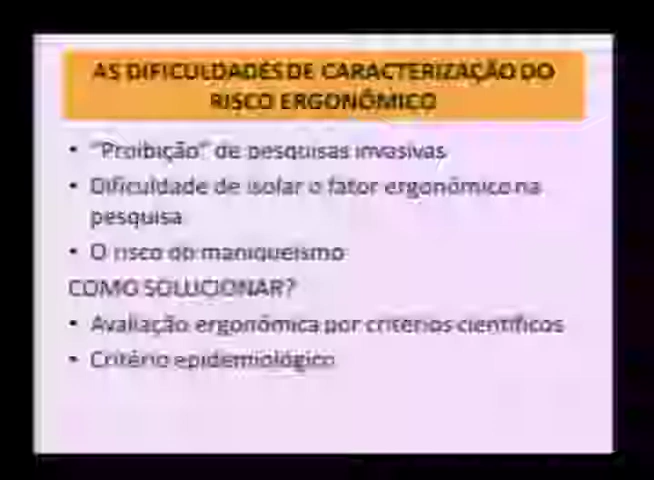 AS DIFICULDADES DE CARACTERIZAÇÃO DO
RISCO ERGONÔMICO
• "Proibição" de pesquisas invasivas
• Dificuldade de isolar o fator ergonômico na
pesquisa
• O risco do maniqueísmo
COMO SOLUCIONAR?
• Avaliação ergonômica por critérios científicos
• Critério epidemiológico